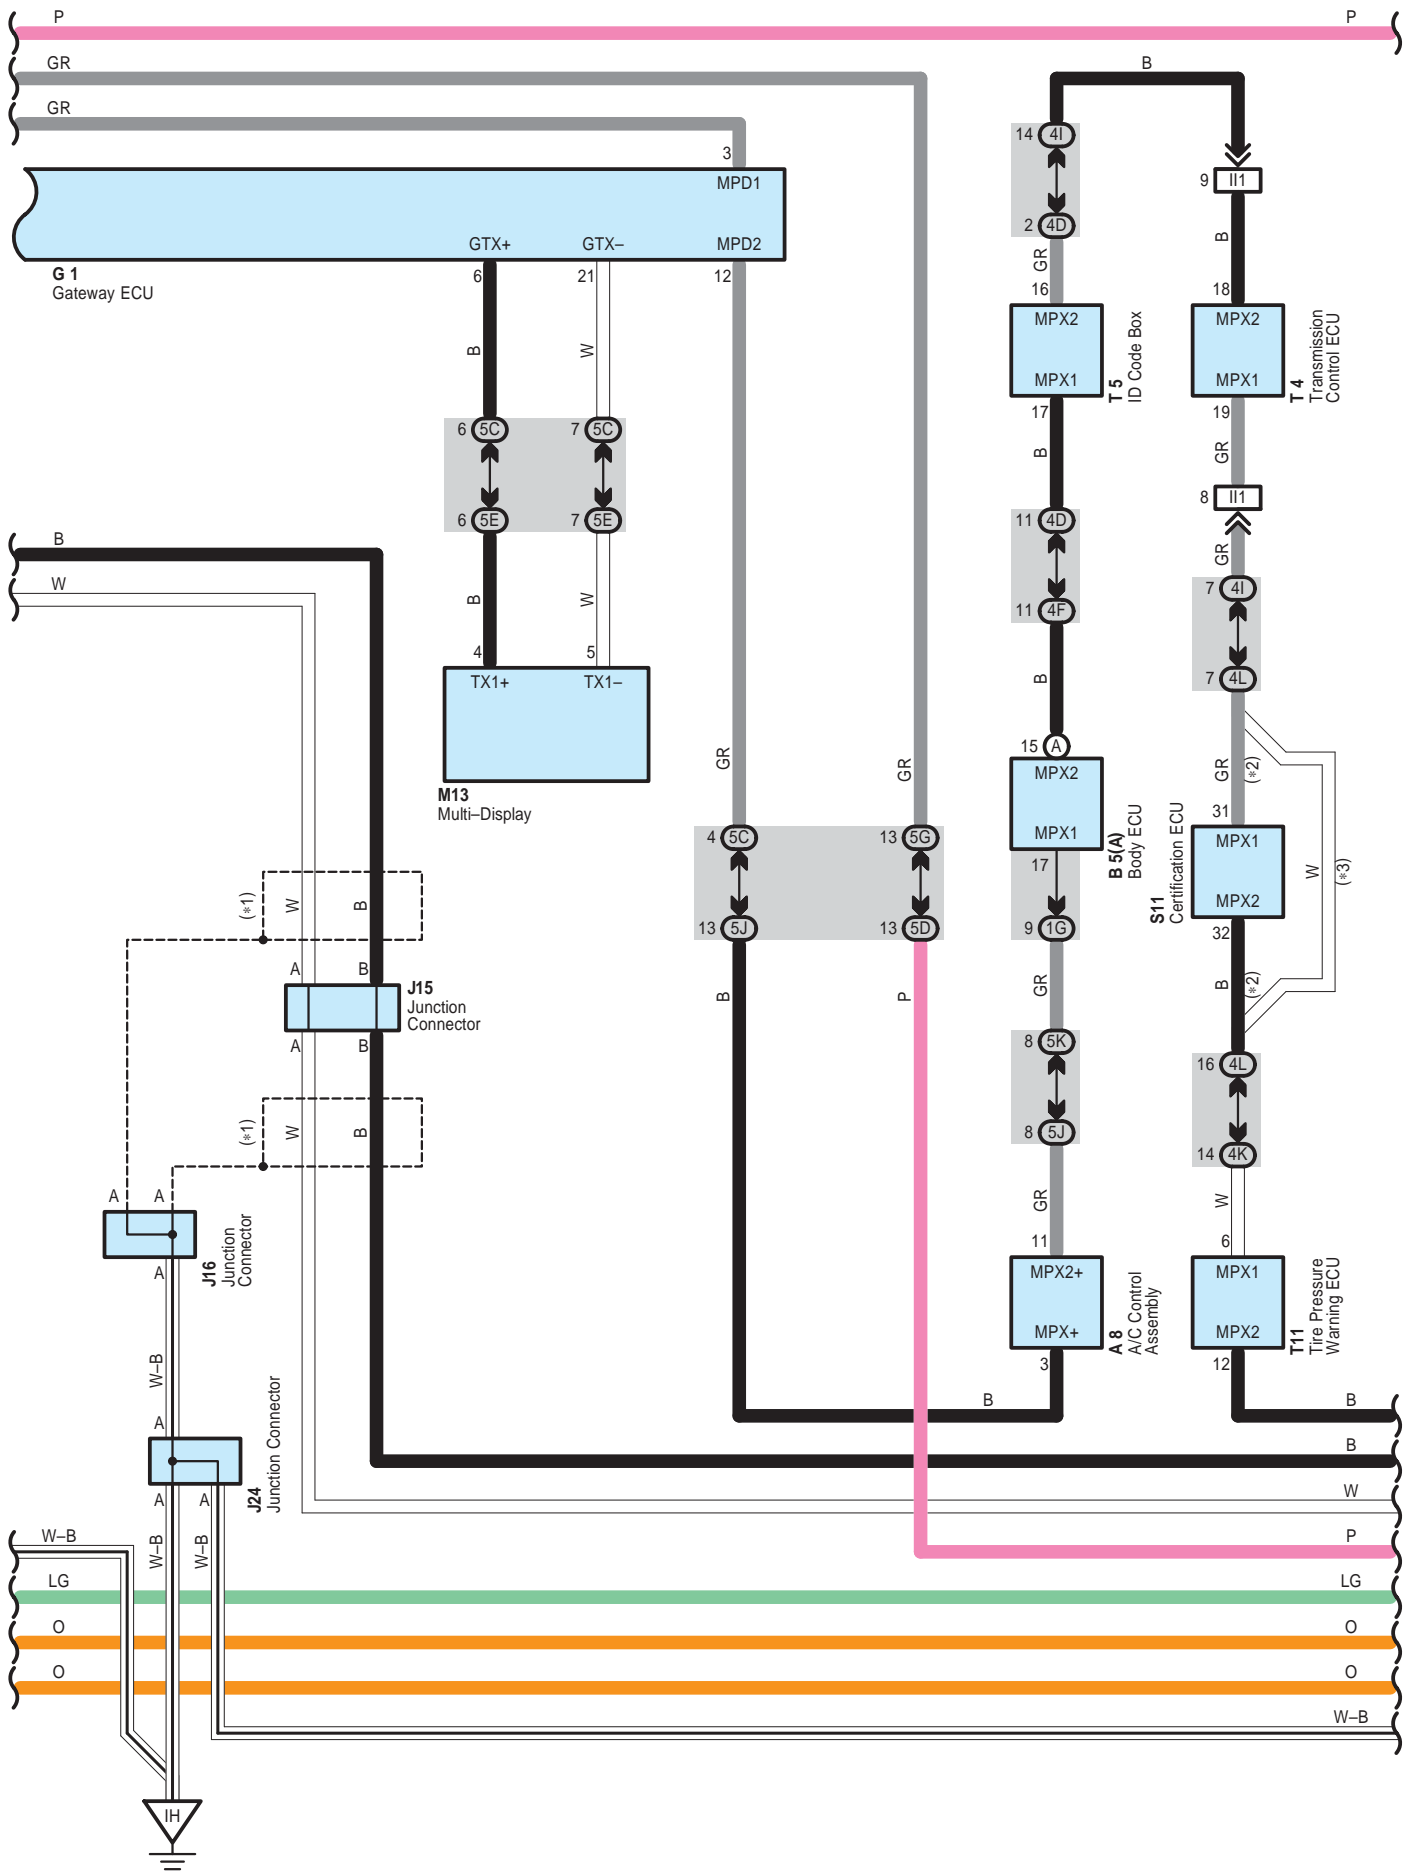 P P
GR
GR
B
3
MPD1
GTX+ GTX– MPD2
G 1
Gateway ECU
6 21 12
B W
6 5C 7 5C
6 5E 7 5E
B W
4 5
TX1+ TX1–
M13
Multi–Display
B
W
(∗1) W B
A B
J15
Junction
Connector
A B
(∗1) W B
A A
J16
Junction
Connector
A
W–B
A
J24
Junction Connector
A A
W–B W–B
GR GR
4 5C 13 5G
13 5J 13 5D
B P
14 4I
2 4D
GR
16
MPX2
MPX1
T 5
ID Code Box
17
B
11 4D
11 4F
B
15 A
MPX2
MPX1
B 5(A)
Body ECU
17
9 1G
GR
8 5K
8 5J
GR
11
MPX2+
MPX+
A 8
A/C Control
Assembly
3
B
9 II1
B
18
MPX2
MPX1
T 4
Transmission
Control ECU
19
GR
8 II1
GR
7 4I
7 4L
GR (∗2)
31
MPX1
MPX2
S11
Certification ECU
W (∗3)
32
B (∗2)
16 4L
14 4K
W
6
MPX1
MPX2
T11
Tire Pressure
Warning ECU
12
B
B
W
W–B P
LG LG
O O
O O
W–B
IH